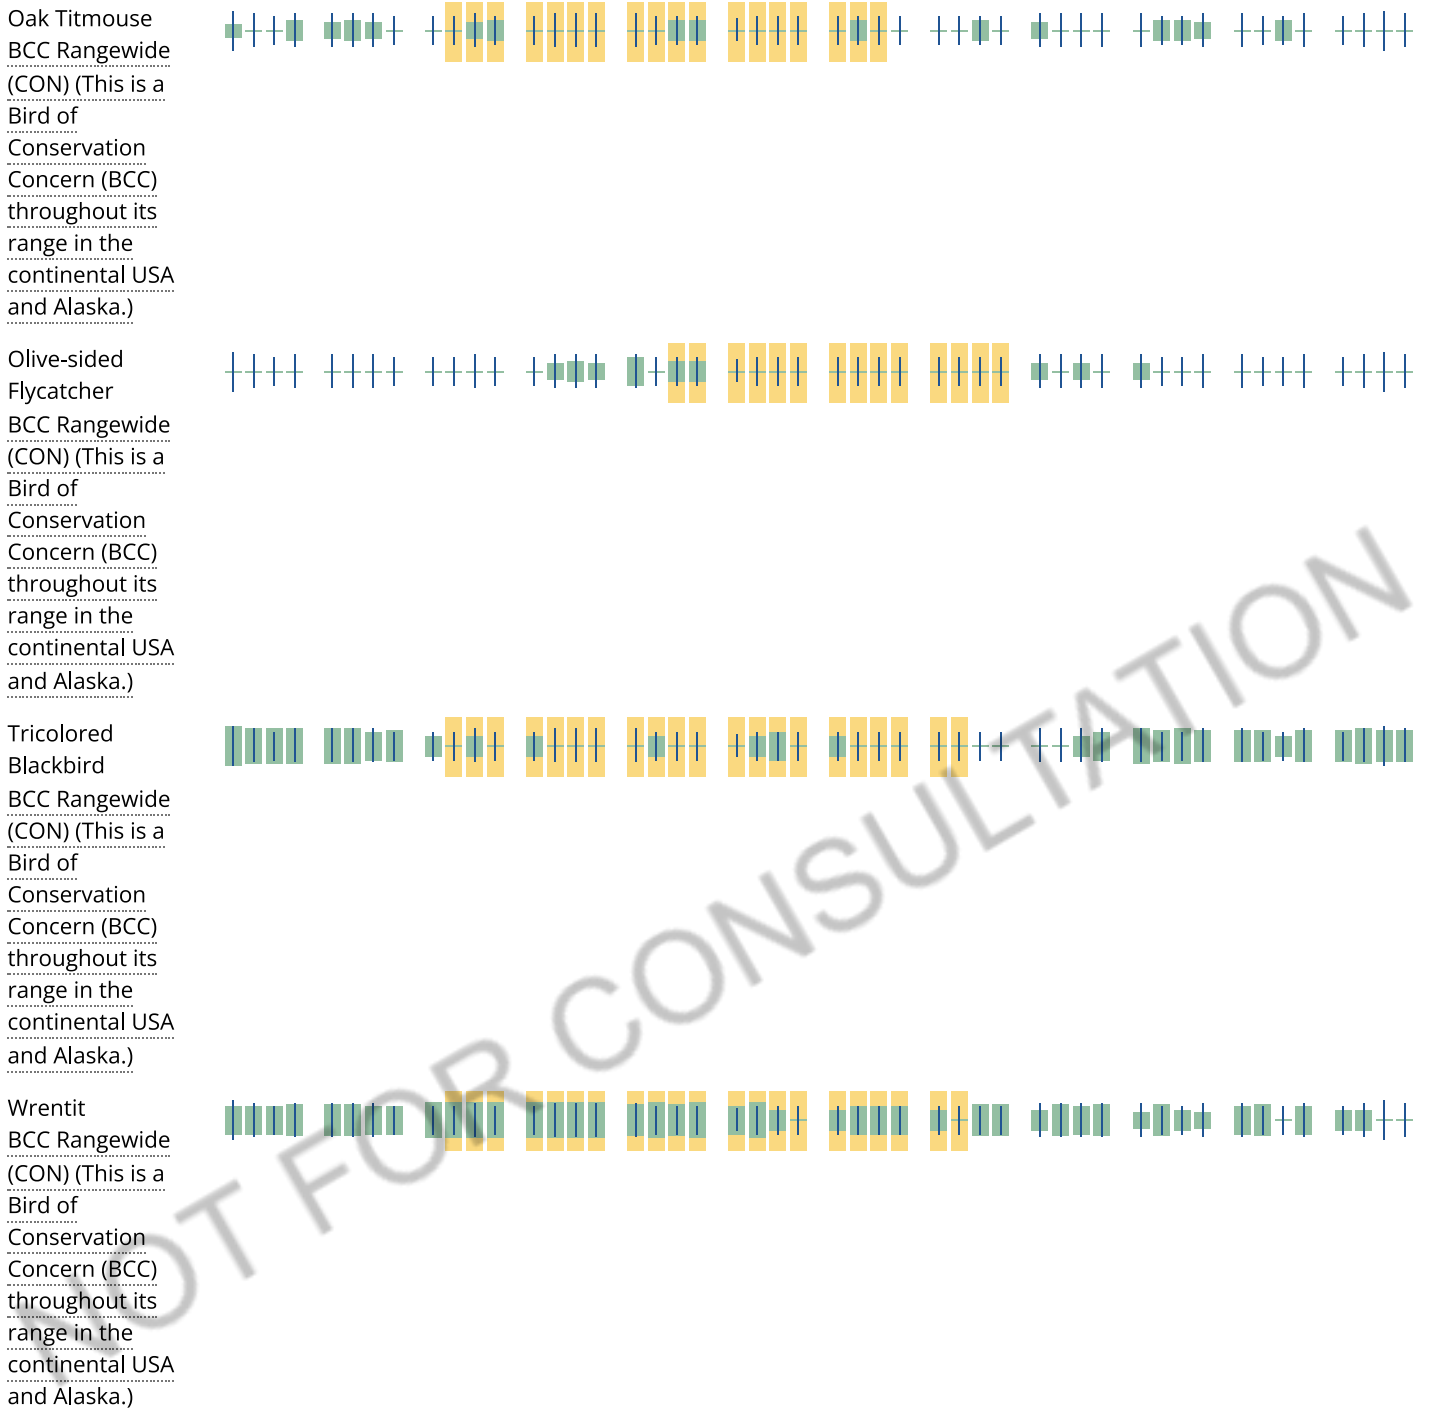 Oak Titmouse
BCC Rangewide
(CON) (This is a
Bird of
Conservation
Concern (BCC)
throughout its
range in the
continental USA
and Alaska.)
Olive-sided
Flycatcher
BCC Rangewide
(CON) (This is a
Bird of
Conservation
Concern (BCC)
throughout its
range in the
continental USA
and Alaska.)
Tricolored
Blackbird
BCC Rangewide
(CON) (This is a
Bird of
Conservation
Concern (BCC)
throughout its
range in the
continental USA
and Alaska.)
Wrentit
BCC Rangewide
(CON) (This is a
Bird of
Conservation
Concern (BCC)
throughout its
range in the
continental USA
and Alaska.)
NOT FOR CONSULTATION